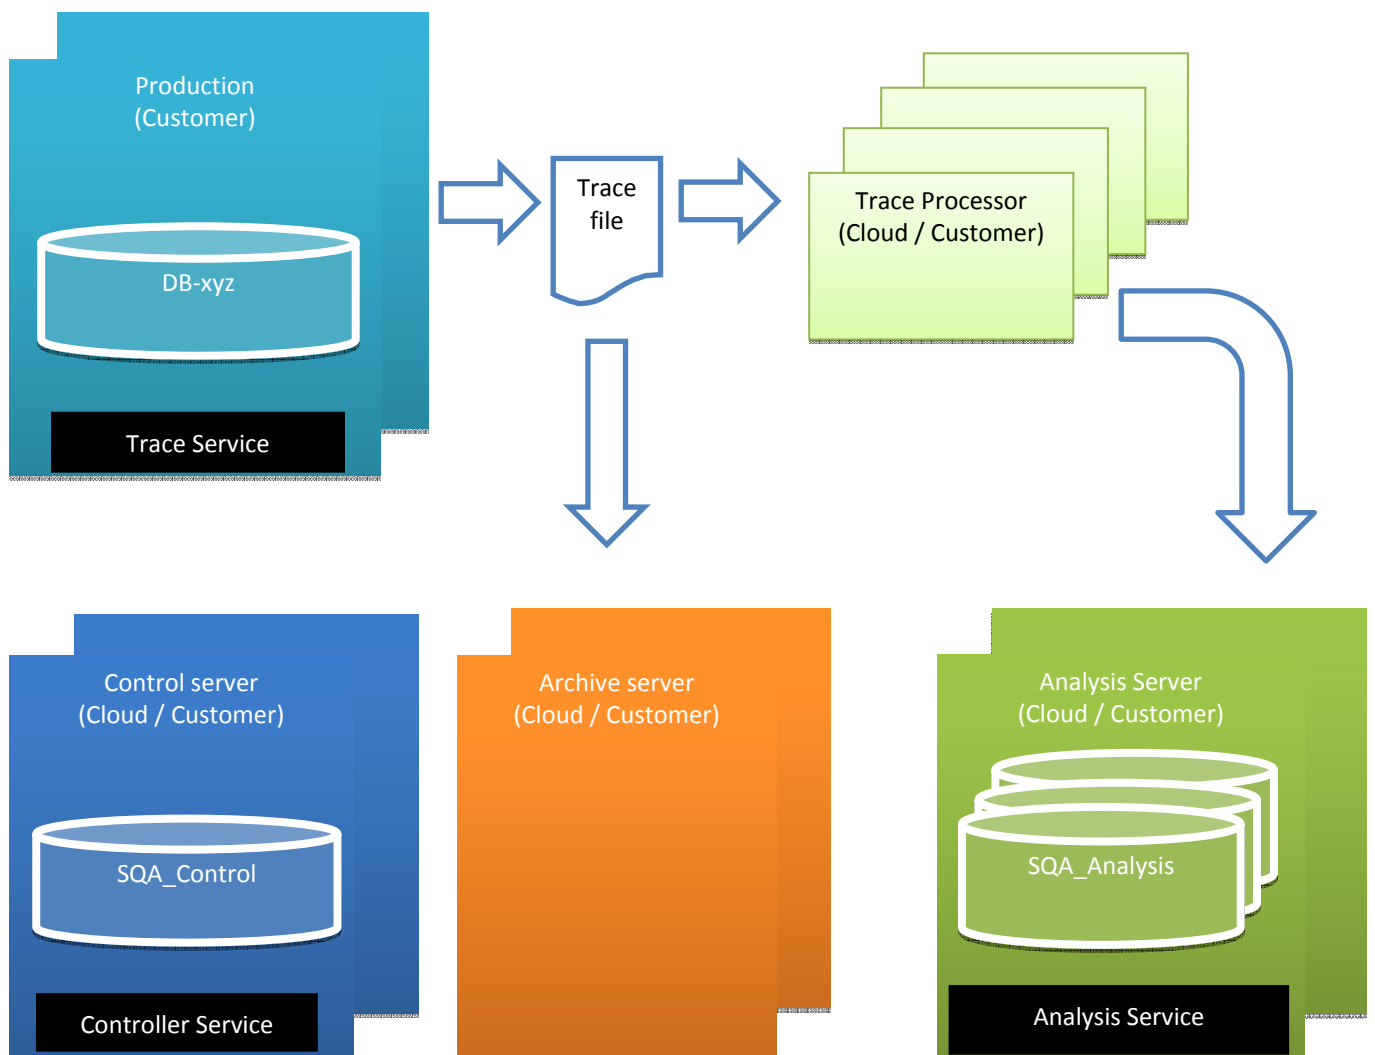 Production
(Customer)
DB-xyz
Trace Service
Trace
file
Trace Processor
(Cloud / Customer)
Control server
(Cloud / Customer)
SQA_Control
Controller Service
Archive server
(Cloud / Customer)
Analysis Server
(Cloud / Customer)
SQA_Analysis
Analysis Service